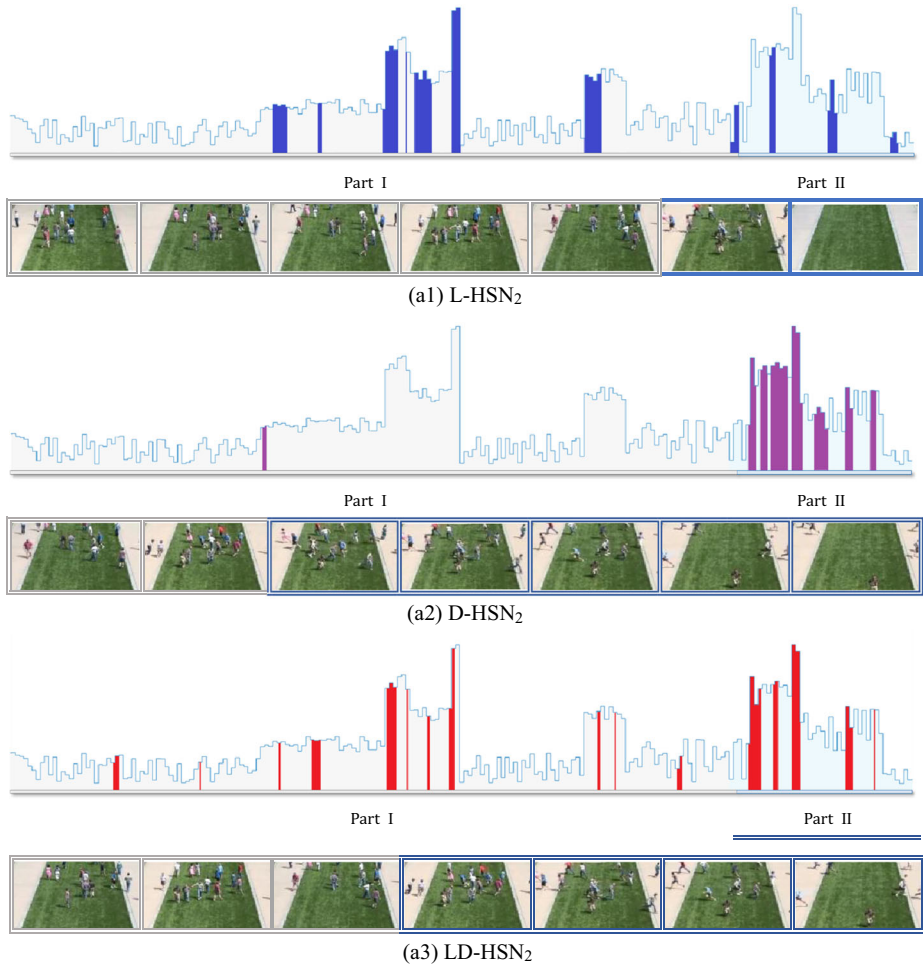 Part I Part II
(a1) L-HSN₂
Part I Part II
(a2) D-HSN₂
Part I Part II
(a3) LD-HSN₂